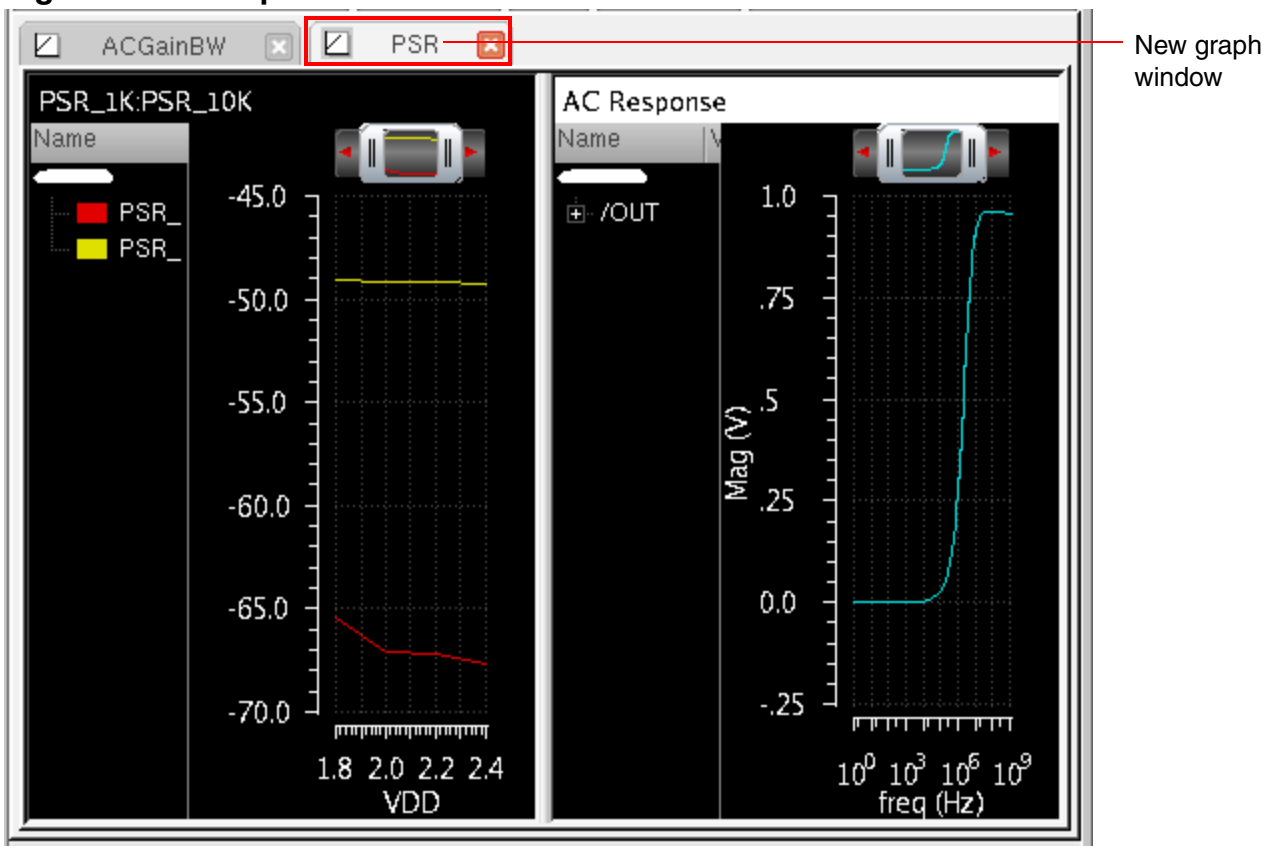 ACGainBW
PSR
New graph
window
PSR_1K:PSR_10K
Name
PSR_
PSR_
-45.0
-50.0
-55.0
-60.0
-65.0
-70.0
1.8 2.0 2.2 2.4
VDD
AC Response
Name
/OUT
1.0
.75
.5
.25
0.0
-.25
Mag (V)
10⁰ 10³ 10⁶ 10⁹
freq (Hz)